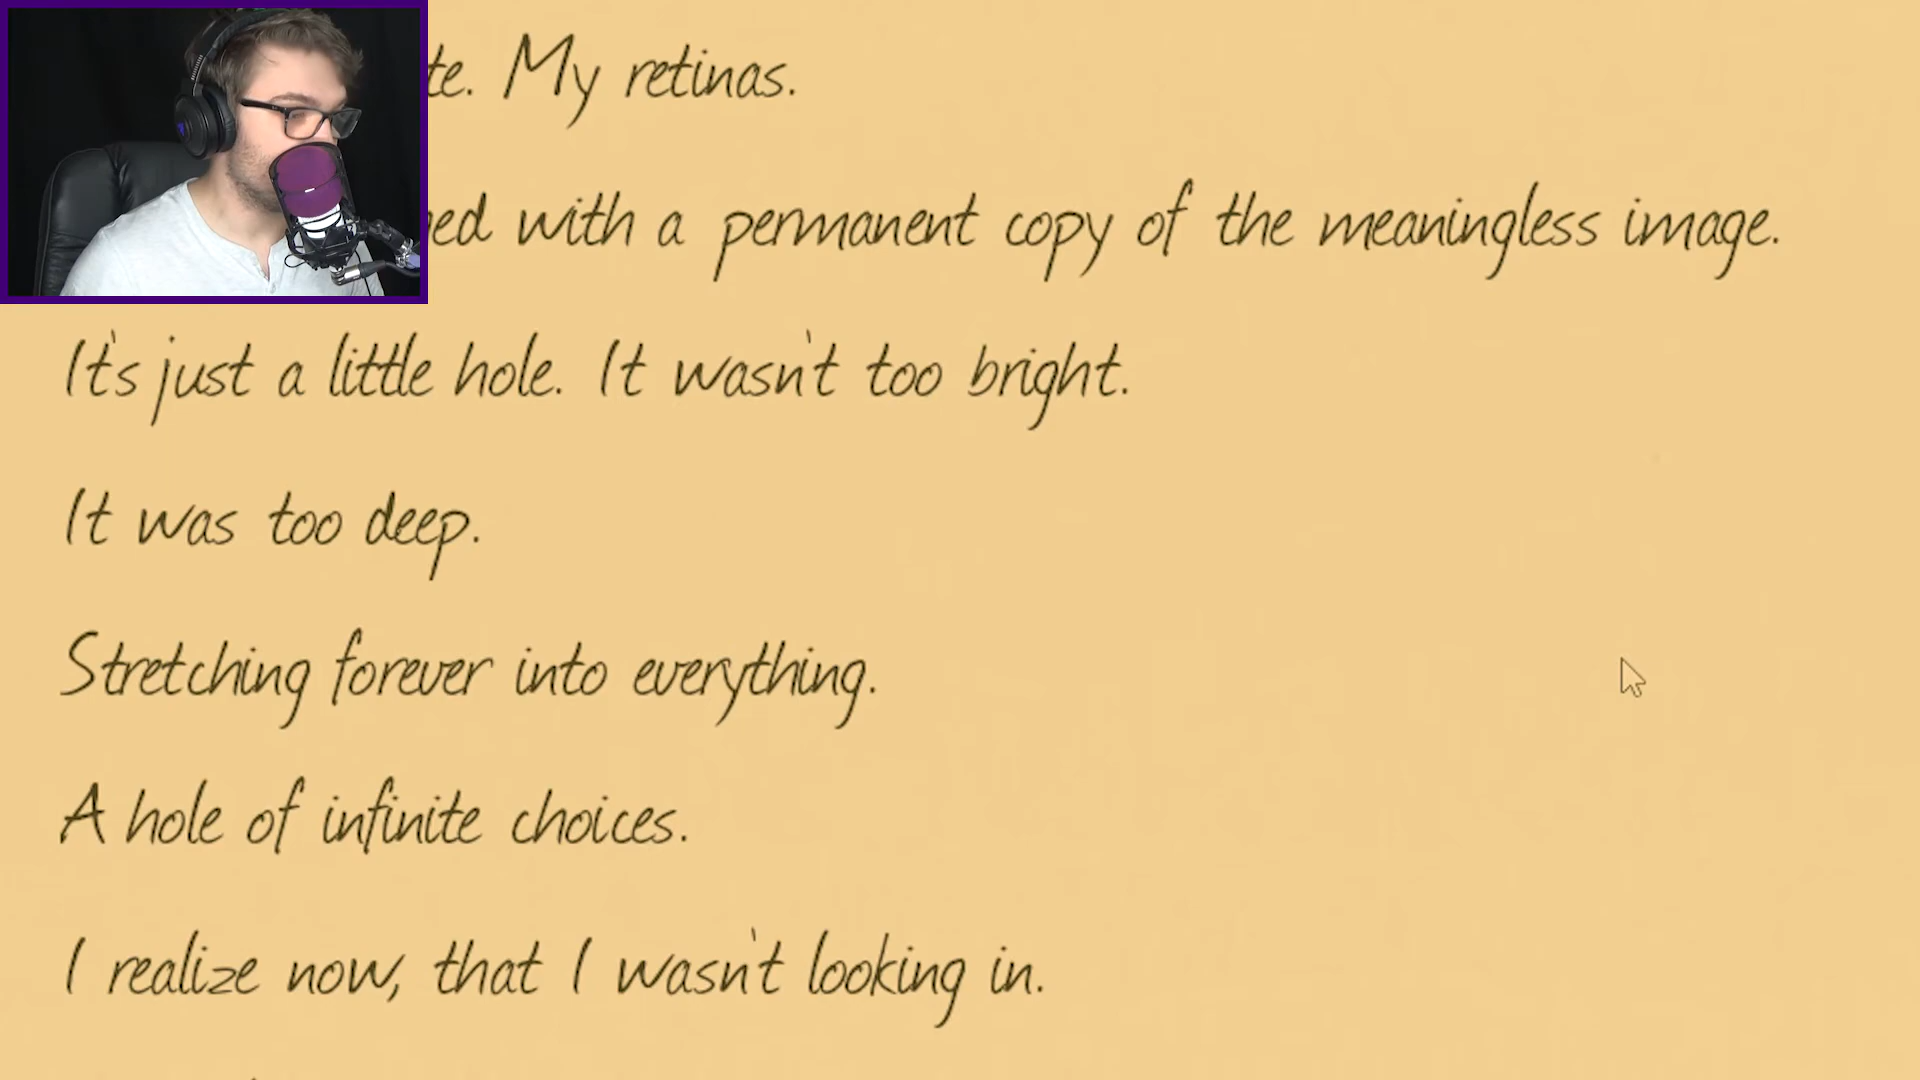 te. My retinas.
ed with a permanent copy of the meaningless image.
It's just a little hole. It wasn't too bright.
It was too deep.
Stretching forever into everything.
A hole of infinite choices.
I realize now, that I wasn't looking in.